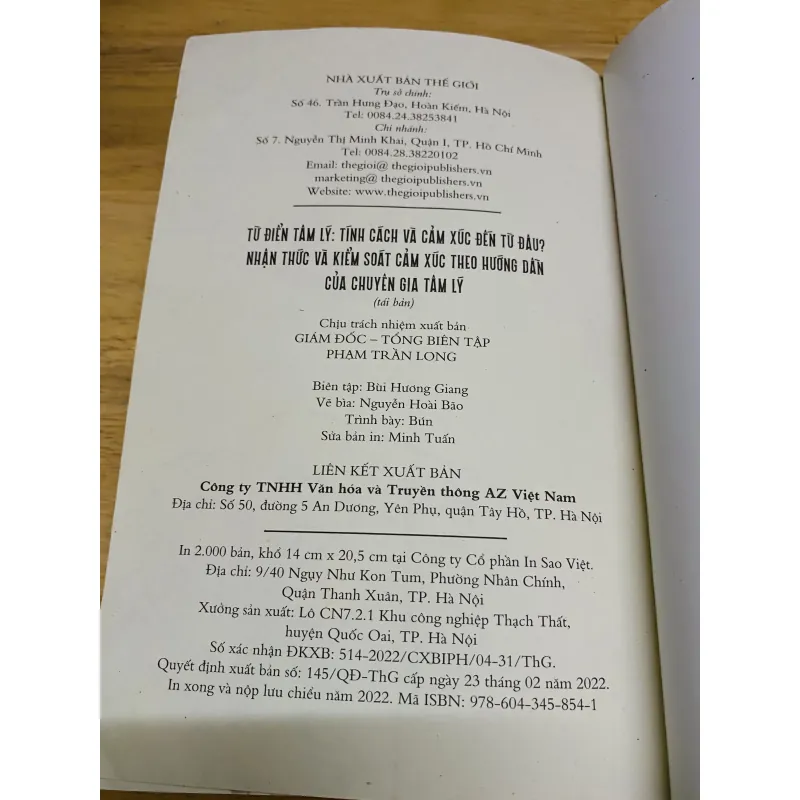 NHÀ XUẤT BẢN THẾ GIỚI
Trụ sở chính:
Số 46. Trần Hưng Đạo, Hoàn Kiếm, Hà Nội
Tel: 0084.24.38253841
Chi nhánh:
Số 7. Nguyễn Thị Minh Khai, Quận I, TP. Hồ Chí Minh
Tel: 0084.28.38220102
Email: thegioi@ thegioipublishers.vn
marketing@ thegioipublishers.vn
Website: www.thegioipublishers.vn
TỪ ĐIỂN TÂM LÝ: TÍNH CÁCH VÀ CẢM XÚC ĐẾN TỪ ĐÂU?
NHẬN THỨC VÀ KIỂM SOÁT CẢM XÚC THEO HƯỚNG DẪN
CỦA CHUYÊN GIA TÂM LÝ
(tái bản)
Chịu trách nhiệm xuất bản
GIÁM ĐỐC – TỔNG BIÊN TẬP
PHẠM TRẦN LONG
Biên tập: Bùi Hương Giang
Vẽ bìa: Nguyễn Hoài Bão
Trình bày: Bún
Sửa bản in: Minh Tuấn
LIÊN KẾT XUẤT BẢN
Công ty TNHH Văn hóa và Truyền thông AZ Việt Nam
Địa chỉ: Số 50, đường 5 An Dương, Yên Phụ, quận Tây Hồ, TP. Hà Nội
In 2.000 bản, khổ 14 cm x 20,5 cm tại Công ty Cổ phần In Sao Việt.
Địa chỉ: 9/40 Ngụy Như Kon Tum, Phường Nhân Chính,
Quận Thanh Xuân, TP. Hà Nội
Xưởng sản xuất: Lô CN7.2.1 Khu công nghiệp Thạch Thất,
huyện Quốc Oai, TP. Hà Nội
Số xác nhận ĐKXB: 514-2022/CXBIPH/04-31/ThG.
Quyết định xuất bản số: 145/QĐ-ThG cấp ngày 23 tháng 02 năm 2022.
In xong và nộp lưu chiểu năm 2022. Mã ISBN: 978-604-345-854-1